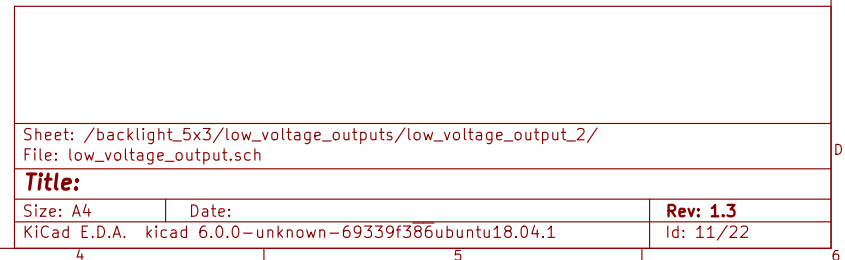 Sheet: /backlight_5x3/low_voltage_outputs/low_voltage_output_2/
File: low_voltage_output.sch
D
Title:
Size: A4 Date: Rev: 1.3
KiCad E.D.A. kicad 6.0.0-unknown-69339f386ubuntu18.04.1 Id: 11/22
4 5 6